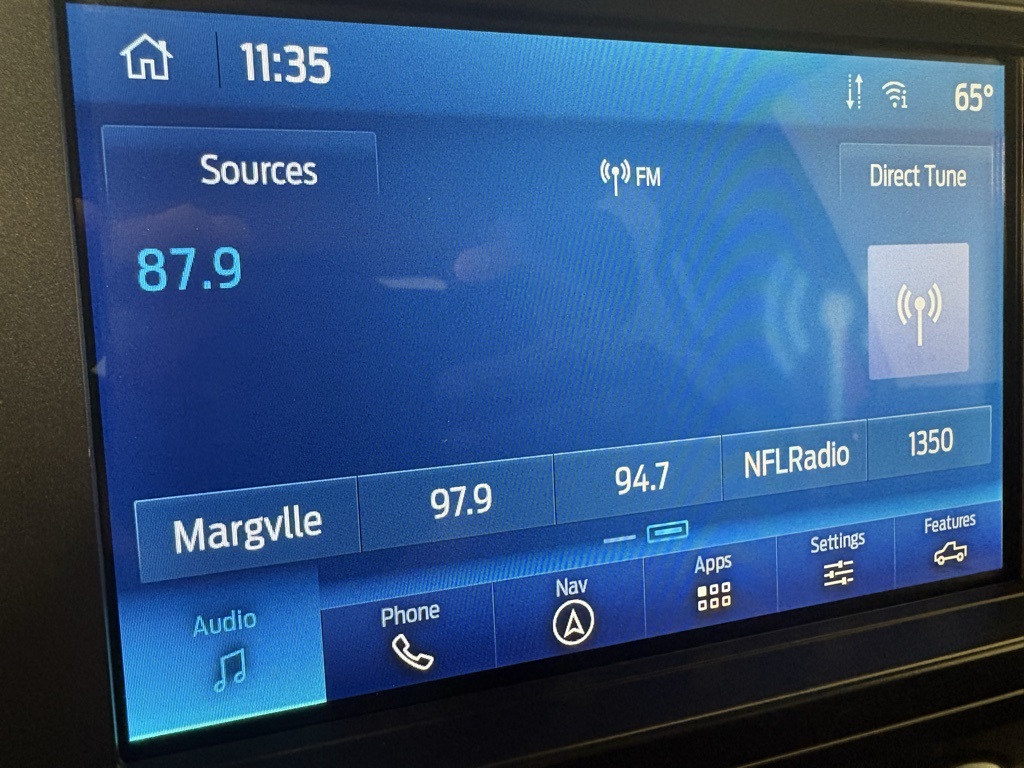 11:35
65°
Sources
FM
Direct Tune
87.9
Margvlle
97.9
94.7
NFLRadio
1350
Audio
Phone
Nav
Apps
Settings
Features